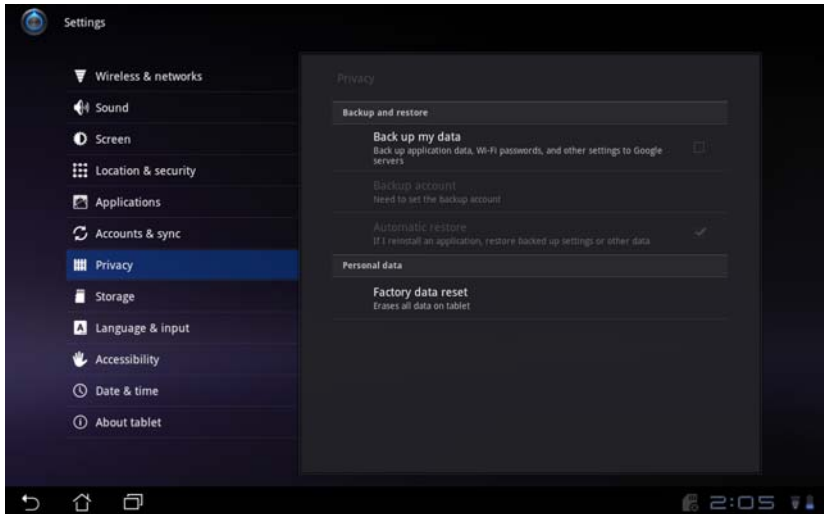 Settings
Wireless & networks
Sound
Screen
Location & security
Applications
Accounts & sync
Privacy
Storage
A Language & input
Accessibility
Date & time
About tablet
Privacy
Backup and restore
Back up my data
Back up application data, Wi-Fi passwords, and other settings to Google
servers
Backup account
Need to set the backup account
Automatic restore
If I reinstall an application, restore backed up settings or other data
Personal data
Factory data reset
Erases all data on tablet
2:05